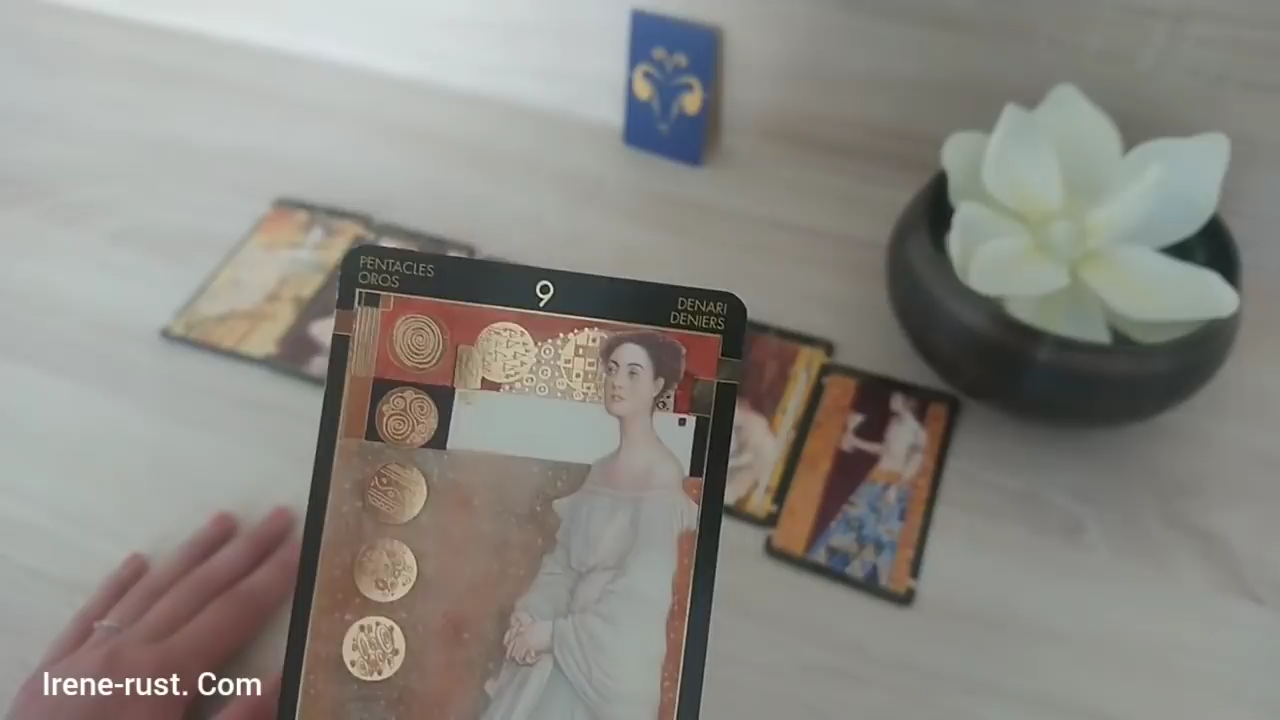 PENTACLES
OROS
9
DENARI
DENIERS
Irene-rust. Com